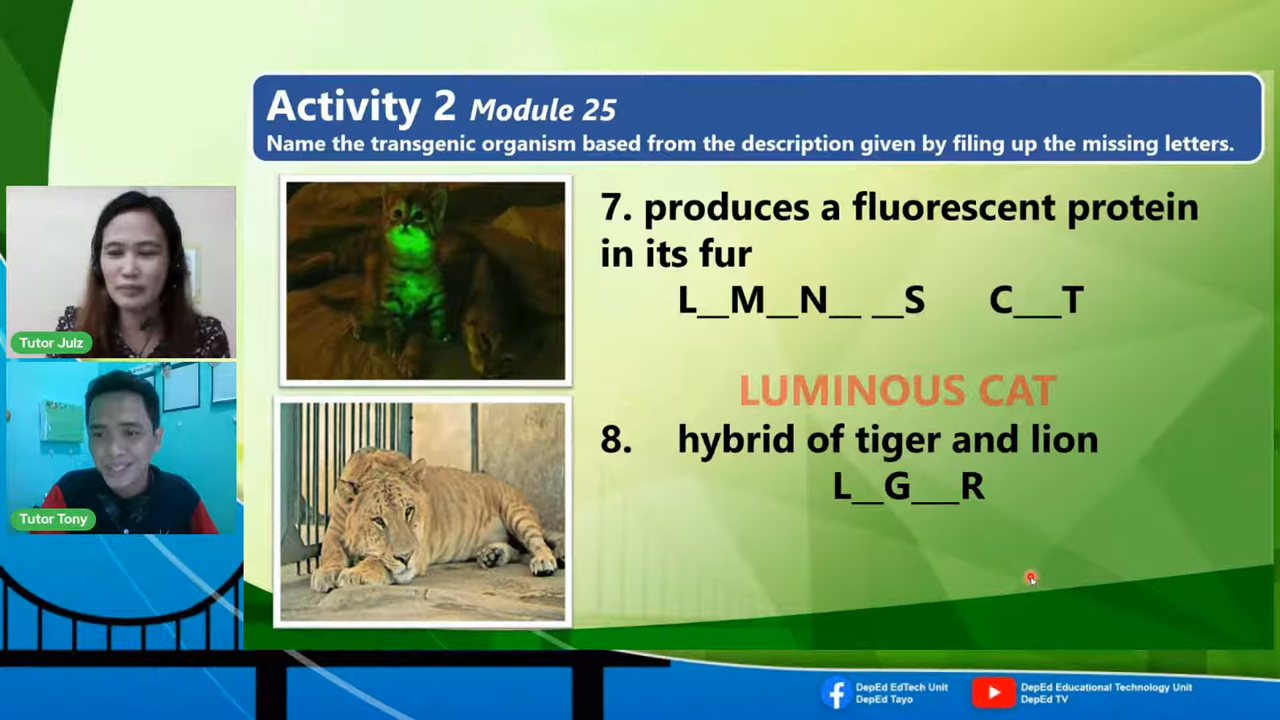 Activity 2 Module 25
Name the transgenic organism based from the description given by filing up the missing letters.
7. produces a fluorescent protein
in its fur
L__M__N__ __S C___T
LUMINOUS CAT
8. hybrid of tiger and lion
L__G___R
Tutor Julz
Tutor Tony
DepEd EdTech Unit
DepEd Tayo
DepEd Educational Technology Unit
DepEd TV